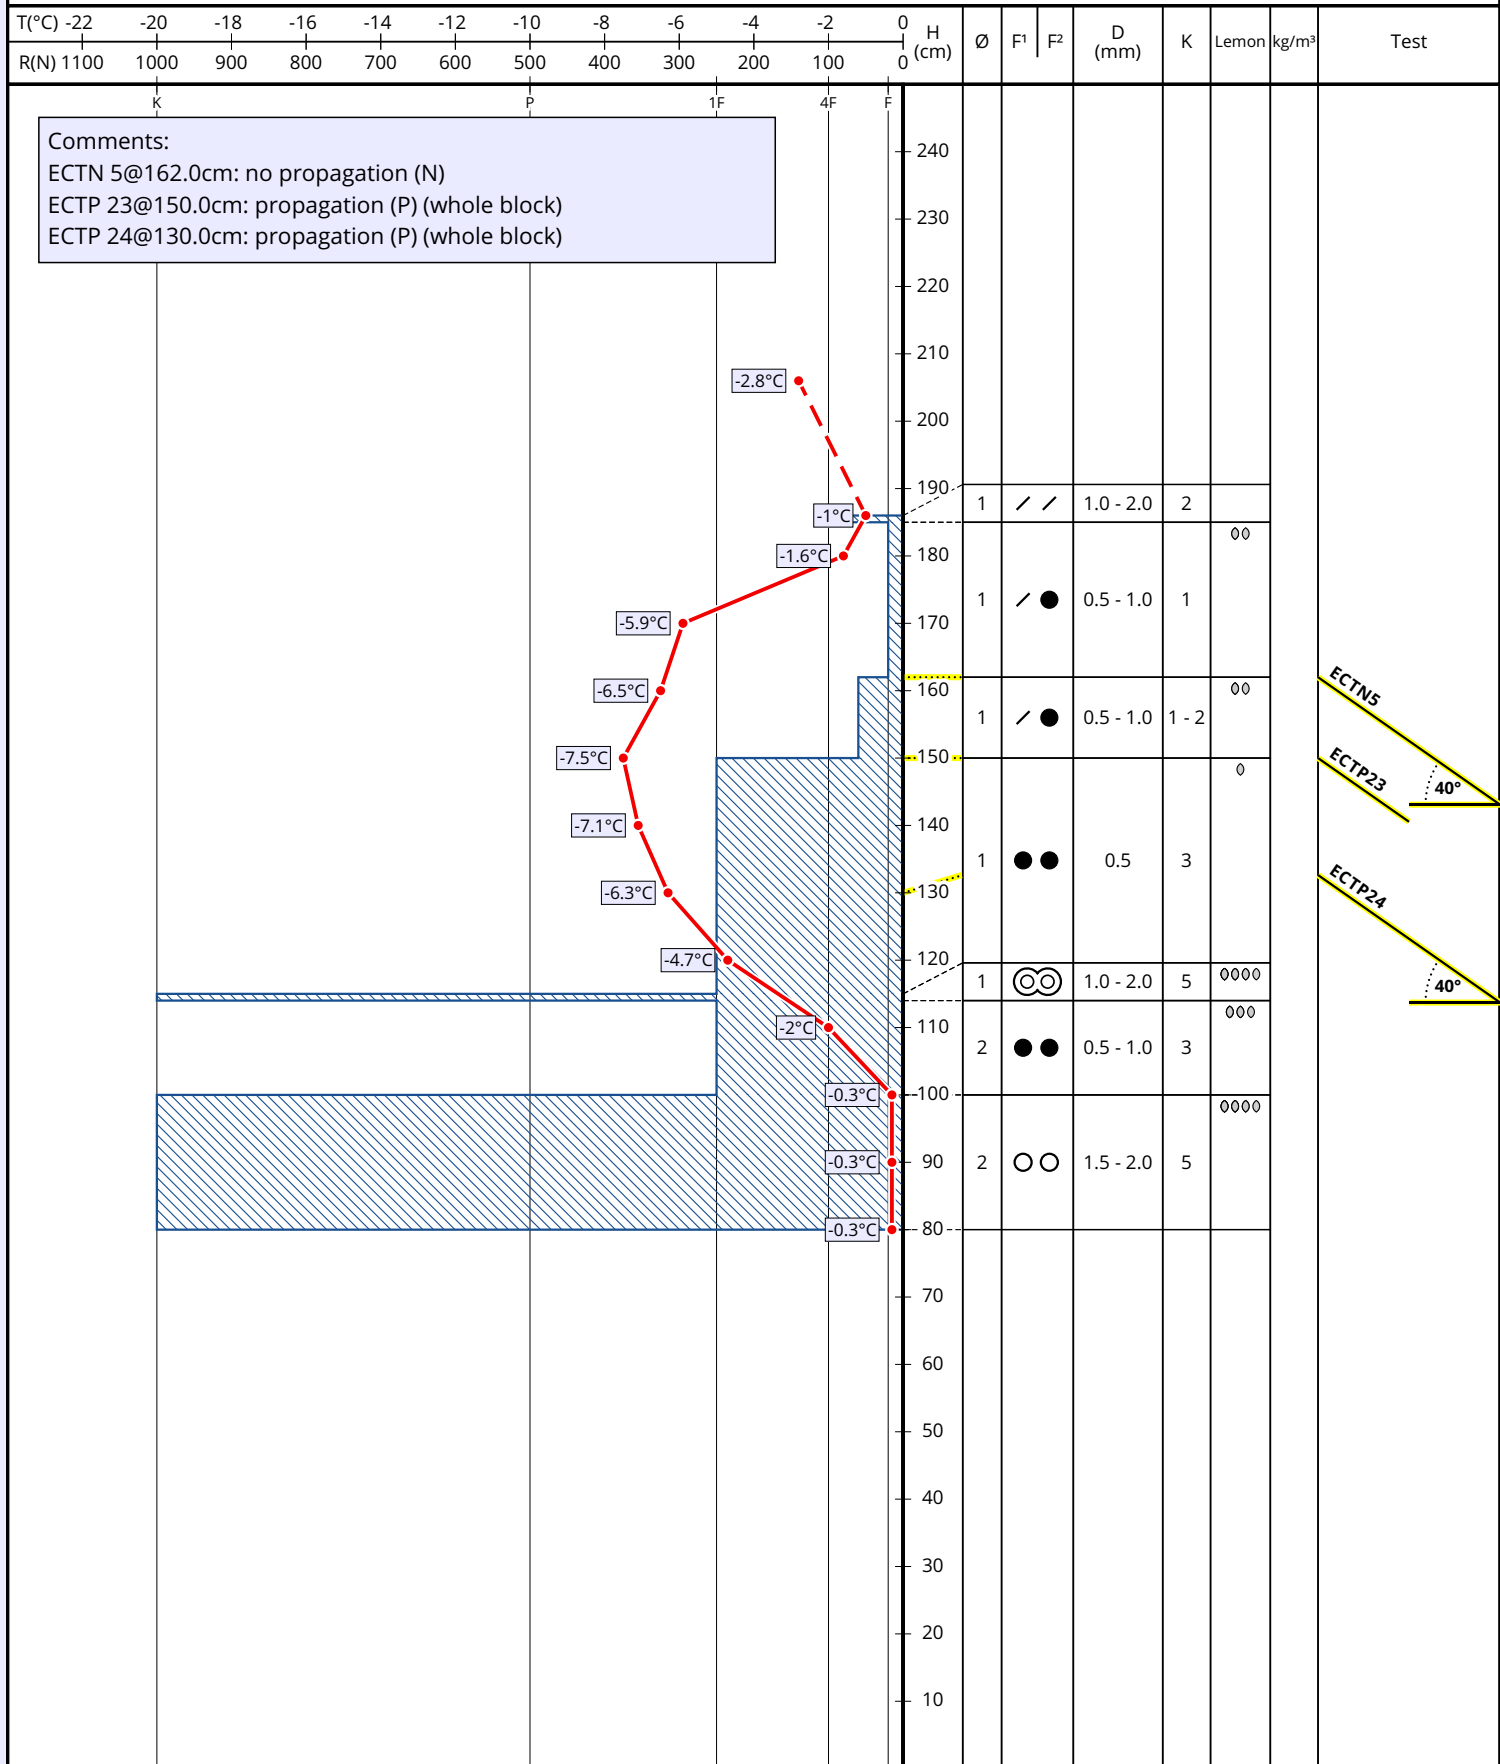 T(°C) -22 -20 -18 -16 -14 -12 -10 -8 -6 -4 -2 0
R(N) 1100 1000 900 800 700 600 500 400 300 200 100 0
H (cm) Ø F¹ F² D (mm) K Lemon kg/m³ Test
K P 1F 4F F
Comments:
ECTN 5@162.0cm: no propagation (N)
ECTP 23@150.0cm: propagation (P) (whole block)
ECTP 24@130.0cm: propagation (P) (whole block)
240
230
220
210
-2.8°C
200
190
1 1.0 - 2.0 2
-1°C
-1.6°C 180
1 0.5 - 1.0 1
-5.9°C 170
-6.5°C 160
ECTN5
1 0.5 - 1.0 1 - 2
-7.5°C 150
ECTP23
40°
-7.1°C 140
1 0.5 3
-6.3°C 130
ECTP24
-4.7°C 120
1 1.0 - 2.0 5
40°
-2°C 110
2 0.5 - 1.0 3
-0.3°C 100
-0.3°C 90 2 1.5 - 2.0 5
-0.3°C 80
70
60
50
40
30
20
10